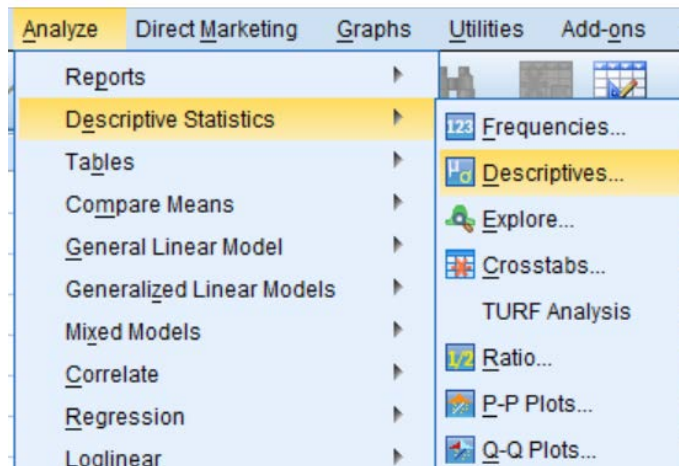 Analyze Direct Marketing Graphs Utilities Add-ons
Reports
Descriptive Statistics
Tables
Compare Means
General Linear Model
Generalized Linear Models
Mixed Models
Correlate
Regression
Loglinear
123 Frequencies...
μσ Descriptives...
Explore...
Crosstabs...
TURF Analysis
1/2 Ratio...
P-P Plots...
Q-Q Plots...